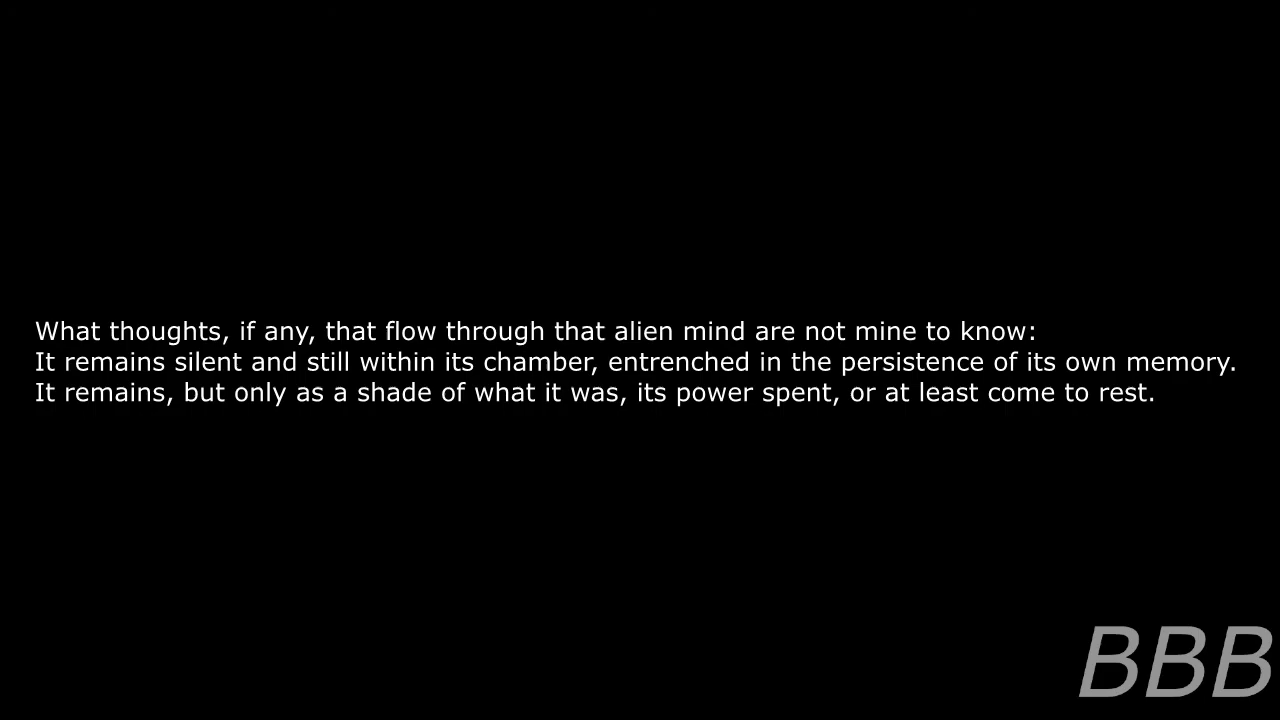 What thoughts, if any, that flow through that alien mind are not mine to know:
It remains silent and still within its chamber, entrenched in the persistence of its own memory.
It remains, but only as a shade of what it was, its power spent, or at least come to rest.
BBB